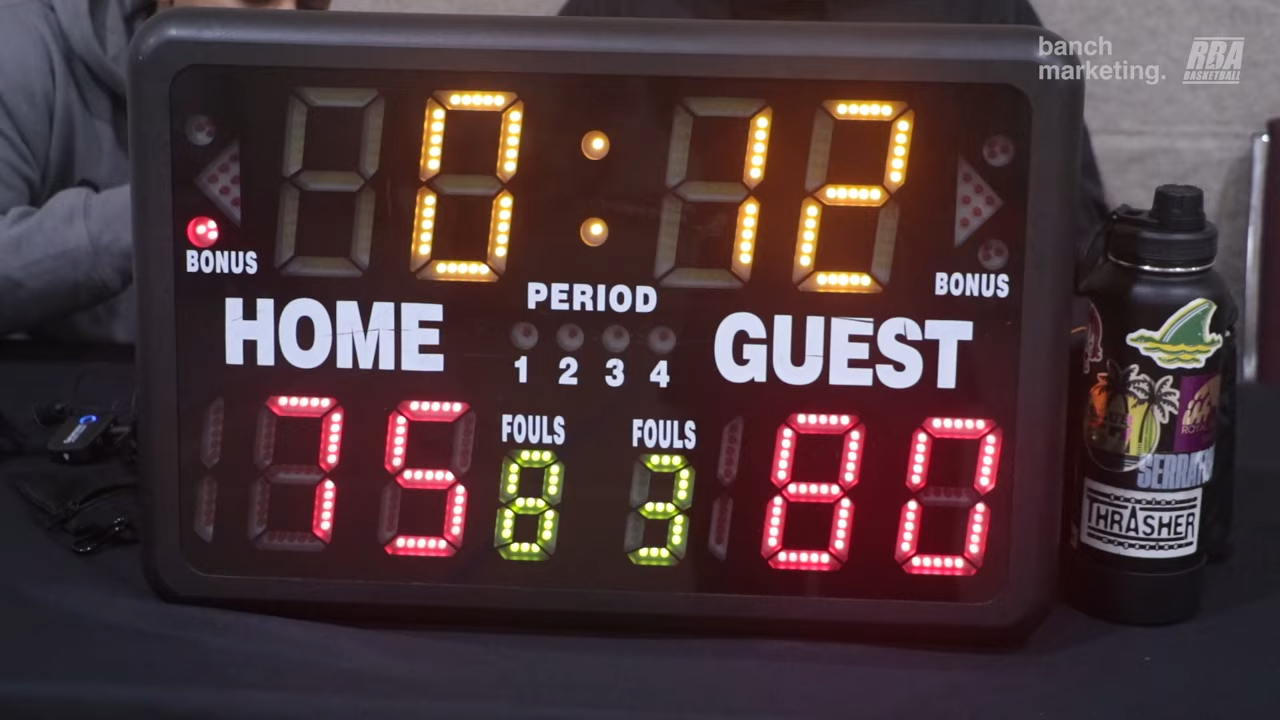 banch
marketing.
RBA
BASKETBALL
0:12
BONUS
BONUS
PERIOD
HOME
GUEST
1 2 3 4
FOULS
FOULS
75
8
3
80
SERRA
THRASHER